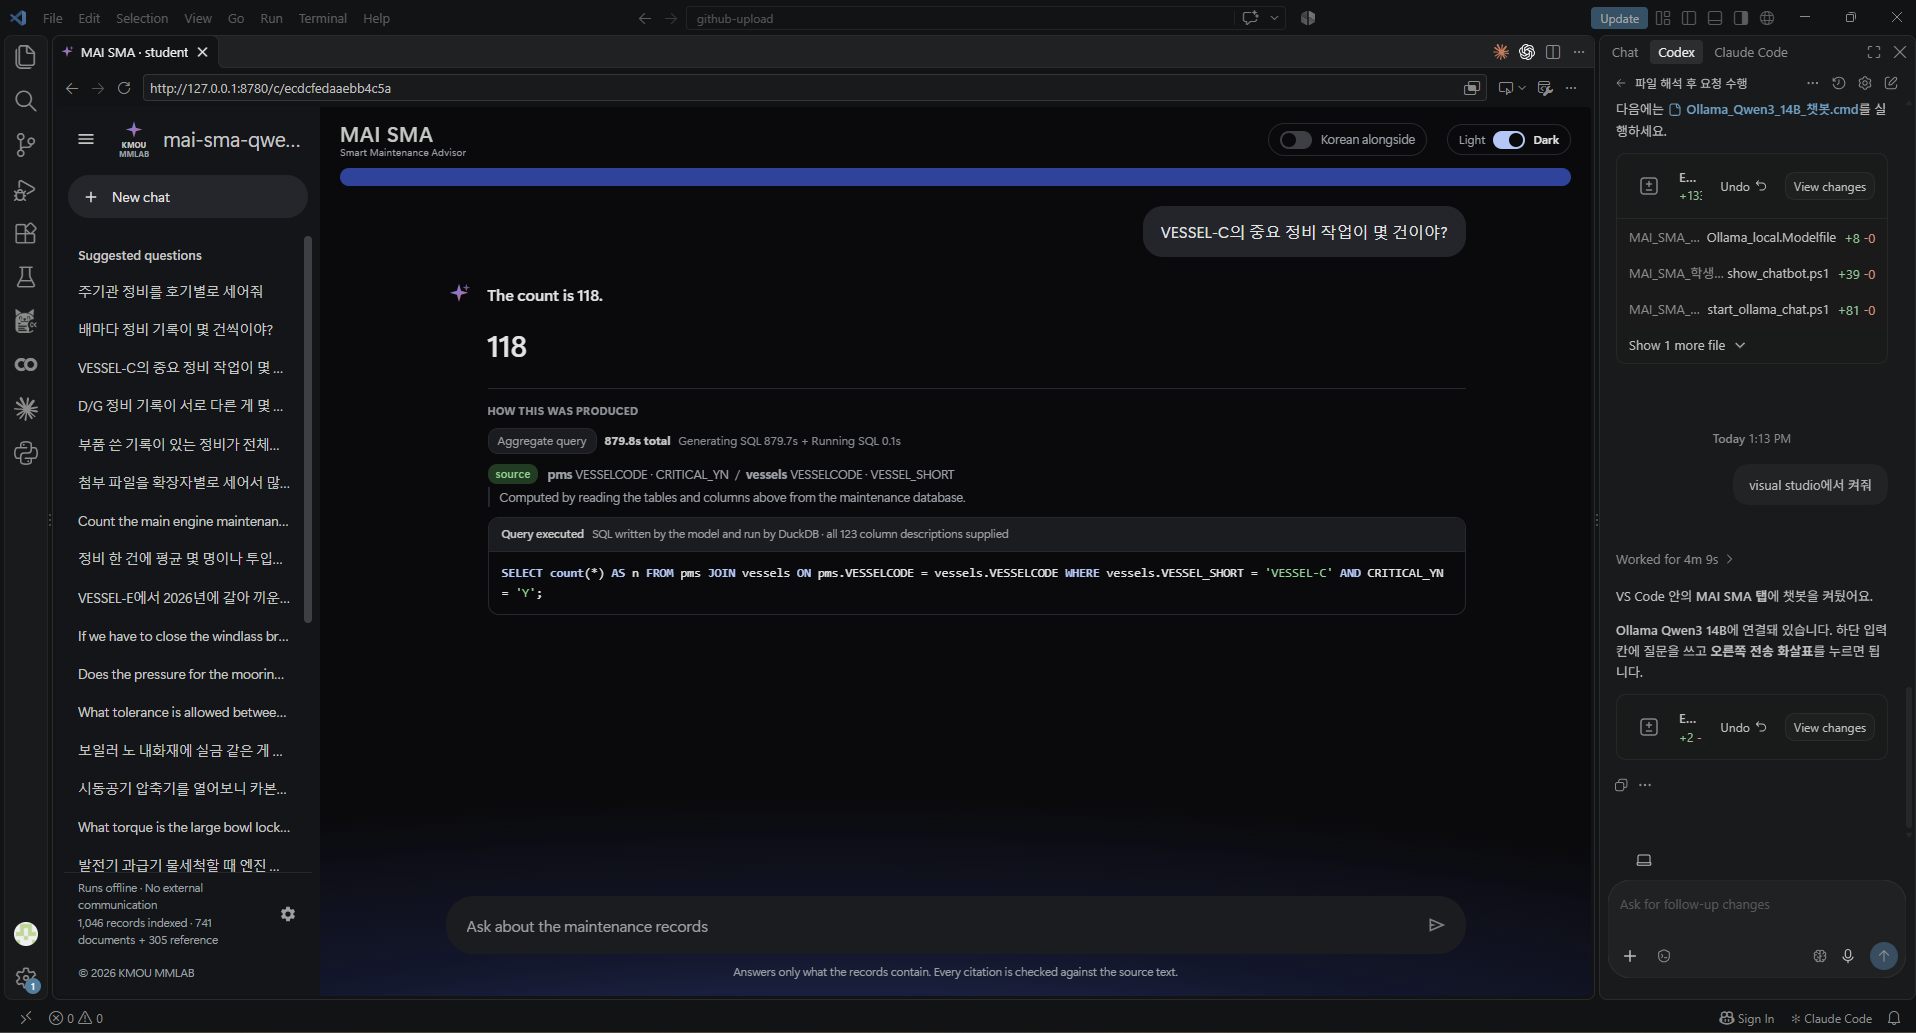 File Edit Selection View Go Run Terminal Help
github-upload
Update
MAI SMA · student
http://127.0.0.1:8780/c/ecdcfedaaebb4c5a
KMOU
MMLAB
mai-sma-qwe...
New chat
Suggested questions
주기관 정비를 호기별로 세어줘
배마다 정비 기록이 몇 건씩이야?
VESSEL-C의 중요 정비 작업이 몇 ...
D/G 정비 기록이 서로 다른 게 몇 ...
부품 쓴 기록이 있는 정비가 전체...
첨부 파일을 확장자별로 세어서 많...
Count the main engine maintenan...
정비 한 건에 평균 몇 명이나 투입...
VESSEL-E에서 2026년에 갈아 끼운...
If we have to close the windlass br...
Does the pressure for the moorin...
What tolerance is allowed betwee...
보일러 노 내화재에 실금 같은 게 ...
시동공기 압축기를 열어보니 카본...
What torque is the large bowl lock...
발전기 과급기 물세척할 때 엔진 ...
Runs offline · No external
communication
1,046 records indexed · 741
documents + 305 reference
© 2026 KMOU MMLAB
MAI SMA
Smart Maintenance Advisor
Korean alongside
Light Dark
VESSEL-C의 중요 정비 작업이 몇 건이야?
The count is 118.
118
HOW THIS WAS PRODUCED
Aggregate query 879.8s total Generating SQL 879.7s + Running SQL 0.1s
source pms VESSELCODE · CRITICAL_YN / vessels VESSELCODE · VESSEL_SHORT
Computed by reading the tables and columns above from the maintenance database.
Query executed SQL written by the model and run by DuckDB · all 123 column descriptions supplied
SELECT count(*) AS n FROM pms JOIN vessels ON pms.VESSELCODE = vessels.VESSELCODE WHERE vessels.VESSEL_SHORT = 'VESSEL-C' AND CRITICAL_YN
= 'Y';
Ask about the maintenance records
Answers only what the records contain. Every citation is checked against the source text.
Chat Codex Claude Code
파일 해석 후 요청 수행
다음에는 Ollama_Qwen3_14B_챗봇.cmd를 실
행하세요.
E...
+13
Undo View changes
MAI_SMA_... Ollama_local.Modelfile +8 -0
MAI_SMA_학생... show_chatbot.ps1 +39 -0
MAI_SMA_... start_ollama_chat.ps1 +81 -0
Show 1 more file
Today 1:13 PM
visual studio에서 켜줘
Worked for 4m 9s
VS Code 안의 MAI SMA 탭에 챗봇을 켜뒀어요.
Ollama Qwen3 14B에 연결돼 있습니다. 하단 입력
칸에 질문을 쓰고 오른쪽 전송 화살표를 누르면 됩
니다.
E...
+2 -
Undo View changes
Ask for follow-up changes
1
0 0
Sign In Claude Code